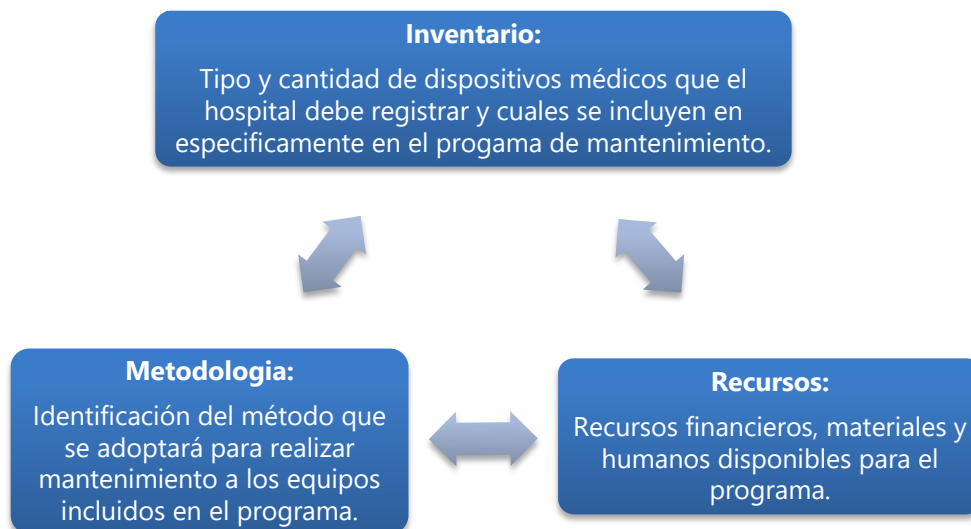 Inventario:
Tipo y cantidad de dispositivos médicos que el
hospital debe registrar y cuales se incluyen en
especificamente en el progama de mantenimiento.
Metodologia:
Identificación del método que
se adoptará para realizar
mantenimiento a los equipos
incluidos en el programa.
Recursos:
Recursos financieros, materiales y
humanos disponibles para el
programa.